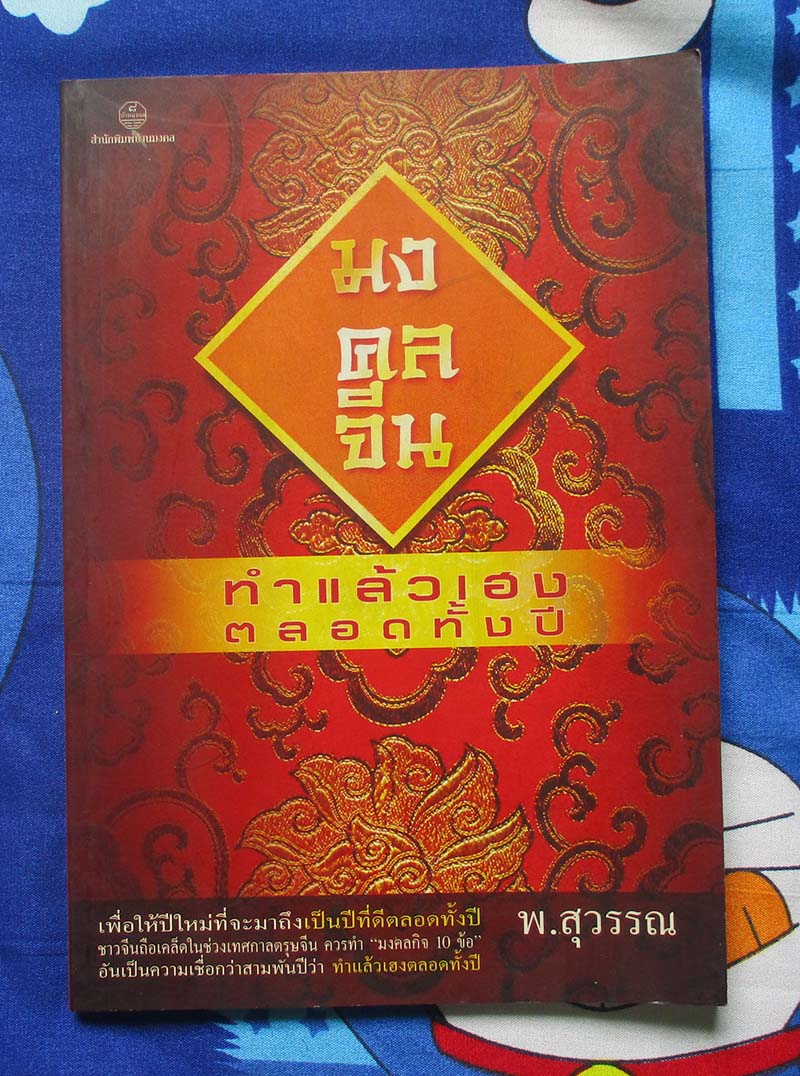 สำนักพิมพ์บ้านมงคล
มง
คล
จีน
ทำแล้วเฮง
ตลอดทั้งปี
เพื่อให้ปีใหม่ที่จะมาถึงเป็นปีที่ดีตลอดทั้งปี
ชาวจีนถือเคล็ดในช่วงเทศกาลตรุษจีน ควรทำ “มงคลกิจ 10 ข้อ”
อันเป็นความเชื่อกว่าสามพันปีว่า ทำแล้วเฮงตลอดทั้งปี
พ.สุวรรณ